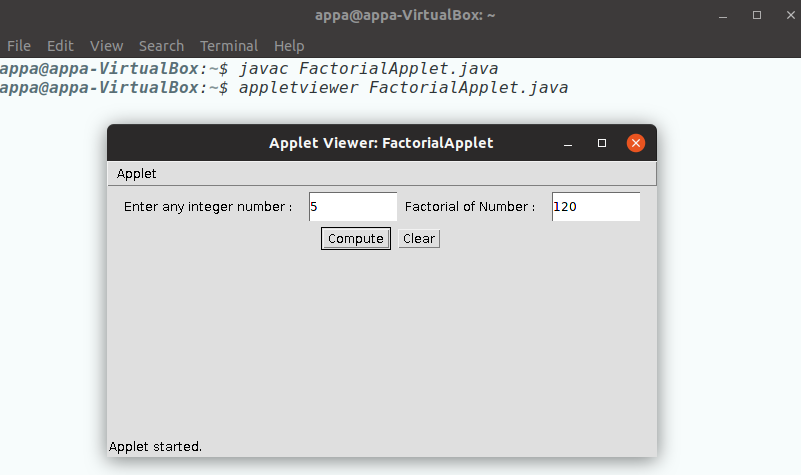 appa@appa-VirtualBox: ~
File Edit View Search Terminal Help
appa@appa-VirtualBox:~$ javac FactorialApplet.java
appa@appa-VirtualBox:~$ appletviewer FactorialApplet.java
Applet Viewer: FactorialApplet
Applet
Enter any integer number : 5 Factorial of Number : 120
Compute Clear
Applet started.